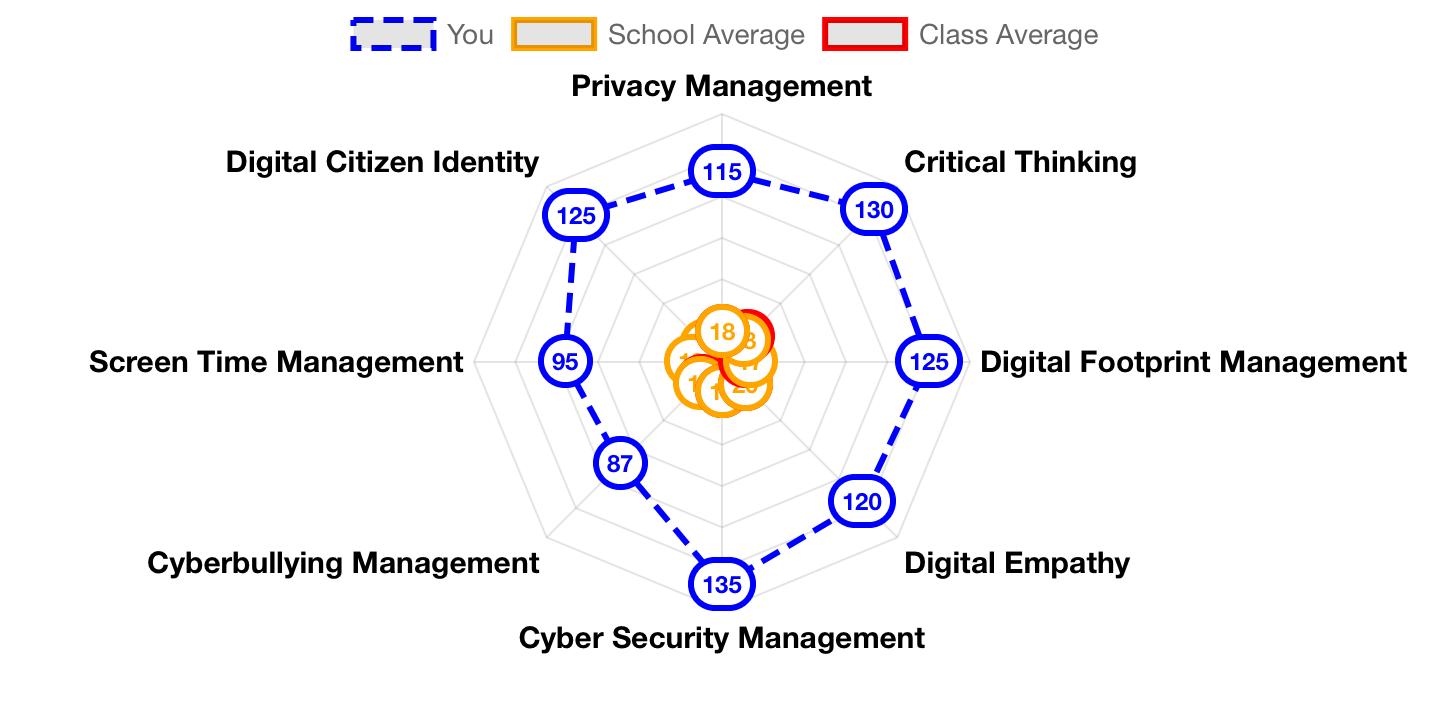 You School Average Class Average
Privacy Management
Digital Citizen Identity Critical Thinking
115
125 130
18
Screen Time Management 95 125 Digital Footprint Management
87
120
Cyberbullying Management Digital Empathy
135
Cyber Security Management